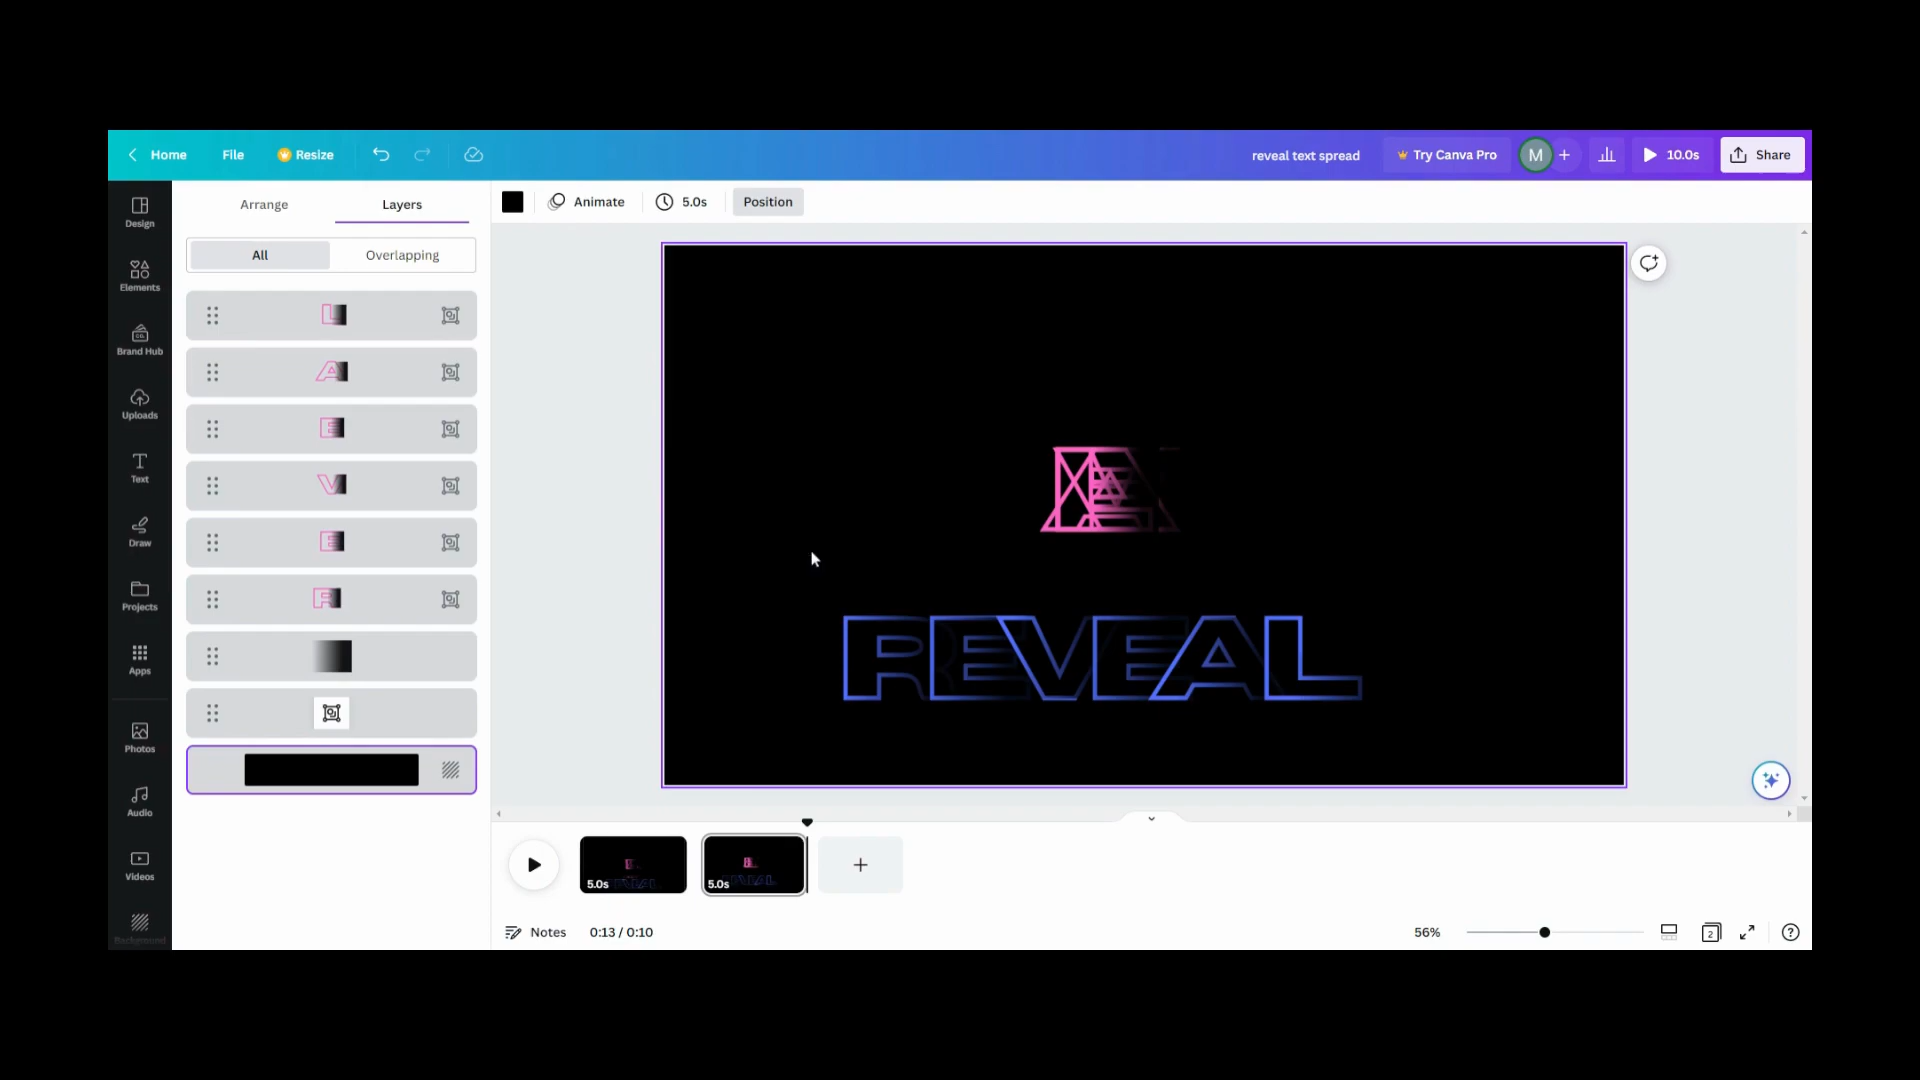 Home File Resize reveal text spread Try Canva Pro M + 10.0s Share
Design
Elements
Brand Hub
Uploads
Text
Draw
Projects
Apps
Photos
Audio
Videos
Background
Arrange Layers
All Overlapping
L
A
E
V
E
R
Animate 5.0s Position
REVEAL
5.0s 5.0s +
Notes 0:13 / 0:10 56% 2 ?